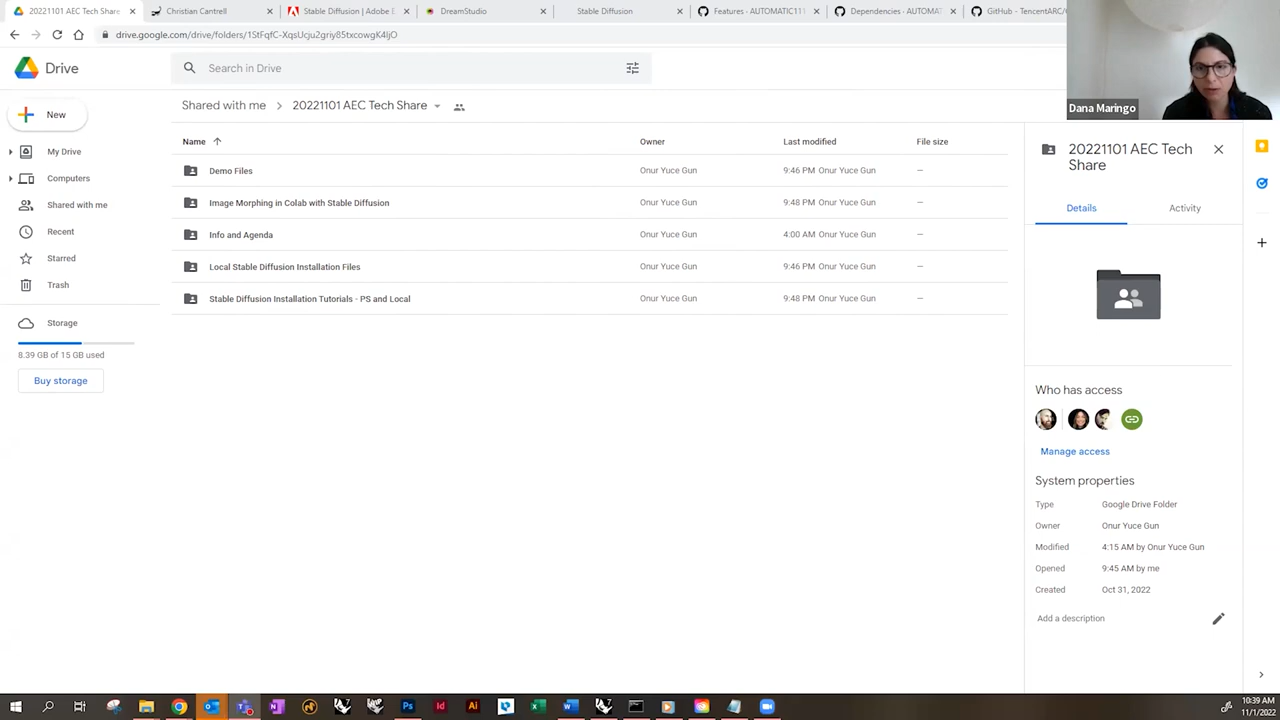 20221101 AEC Tech Share
Christian Cantrell
Stable Diffusion | Adobe E
DreamStudio
Stable Diffusion
Features - AUTOMATIC111
Dependencies - AUTOMAT
GitHub - TencentARC/
drive.google.com/drive/folders/1StFqfC-XqsUcju2griy85txcowgK4ljO
Drive
Search in Drive
Dana Maringo
New
Shared with me > 20221101 AEC Tech Share
Name
Owner
Last modified
File size
My Drive
Computers
Shared with me
Recent
Starred
Trash
Storage
8.39 GB of 15 GB used
Buy storage
Demo Files Onur Yuce Gun 9:46 PM Onur Yuce Gun —
Image Morphing in Colab with Stable Diffusion Onur Yuce Gun 9:48 PM Onur Yuce Gun —
Info and Agenda Onur Yuce Gun 4:00 AM Onur Yuce Gun —
Local Stable Diffusion Installation Files Onur Yuce Gun 9:46 PM Onur Yuce Gun —
Stable Diffusion Installation Tutorials - PS and Local Onur Yuce Gun 9:48 PM Onur Yuce Gun —
20221101 AEC Tech
Share
Details
Activity
Who has access
Manage access
System properties
Type Google Drive Folder
Owner Onur Yuce Gun
Modified 4:15 AM by Onur Yuce Gun
Opened 9:45 AM by me
Created Oct 31, 2022
Add a description
10:39 AM
11/1/2022